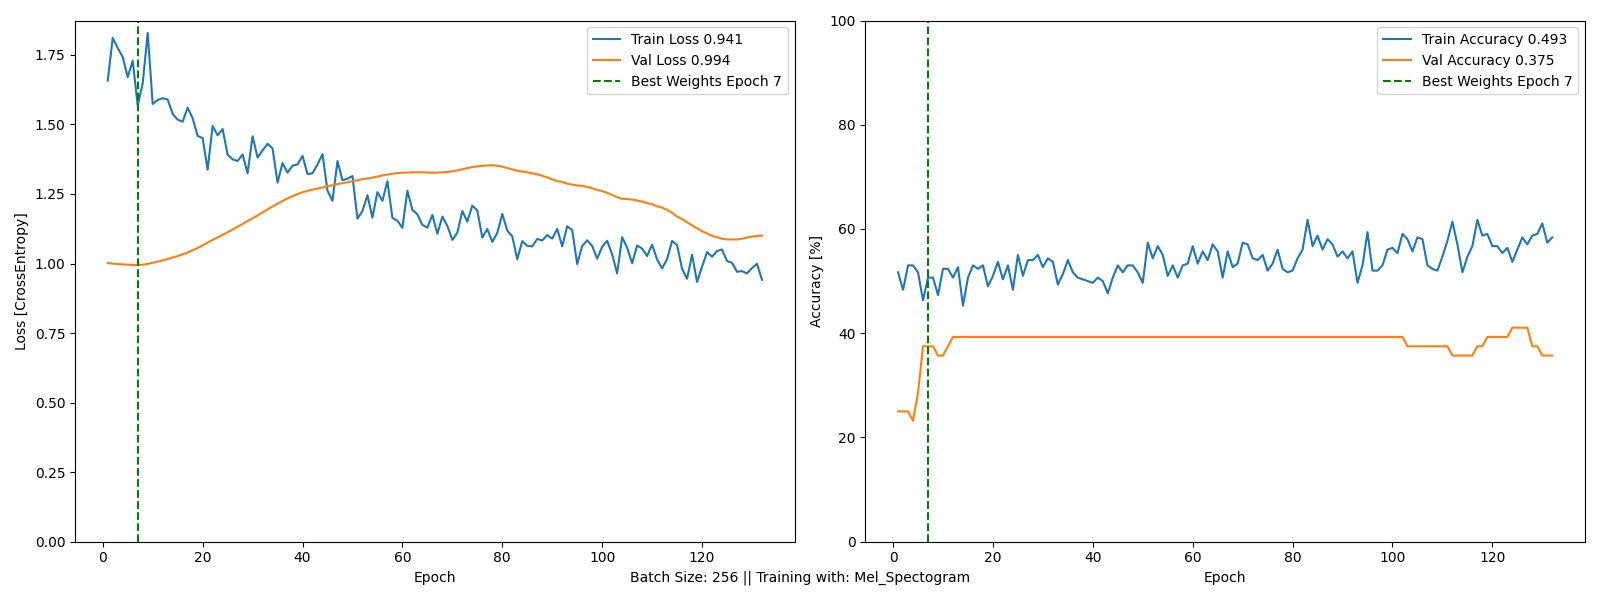 Train Loss 0.941
Val Loss 0.994
Best Weights Epoch 7
1.75
1.50
1.25
1.00
0.75
0.50
0.25
0.00
Loss [CrossEntropy]
0 20 40 60 80 100 120
Epoch
Train Accuracy 0.493
Val Accuracy 0.375
Best Weights Epoch 7
100
80
60
40
20
0
Accuracy [%]
0 20 40 60 80 100 120
Epoch
Batch Size: 256 || Training with: Mel_Spectogram